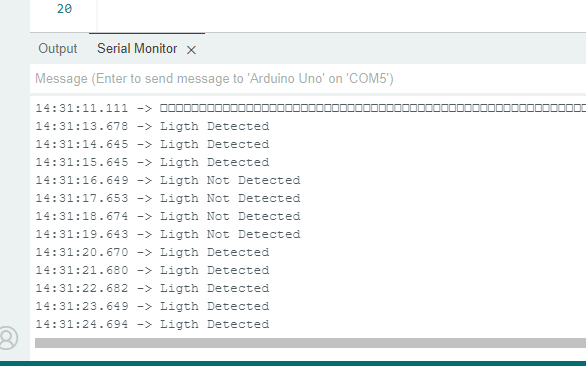 20
Output Serial Monitor ×
Message (Enter to send message to 'Arduino Uno' on 'COM5')
14:31:11.111 -> □□□□□□□□□□□□□□□□□□□□□□□□□□□□□□□□□□□□□□□□□□□□□□□□□□□□□□
14:31:13.678 -> Ligth Detected
14:31:14.645 -> Ligth Detected
14:31:15.645 -> Ligth Detected
14:31:16.649 -> Ligth Not Detected
14:31:17.653 -> Ligth Not Detected
14:31:18.674 -> Ligth Not Detected
14:31:19.643 -> Ligth Not Detected
14:31:20.670 -> Ligth Detected
14:31:21.680 -> Ligth Detected
14:31:22.682 -> Ligth Detected
14:31:23.649 -> Ligth Detected
14:31:24.694 -> Ligth Detected